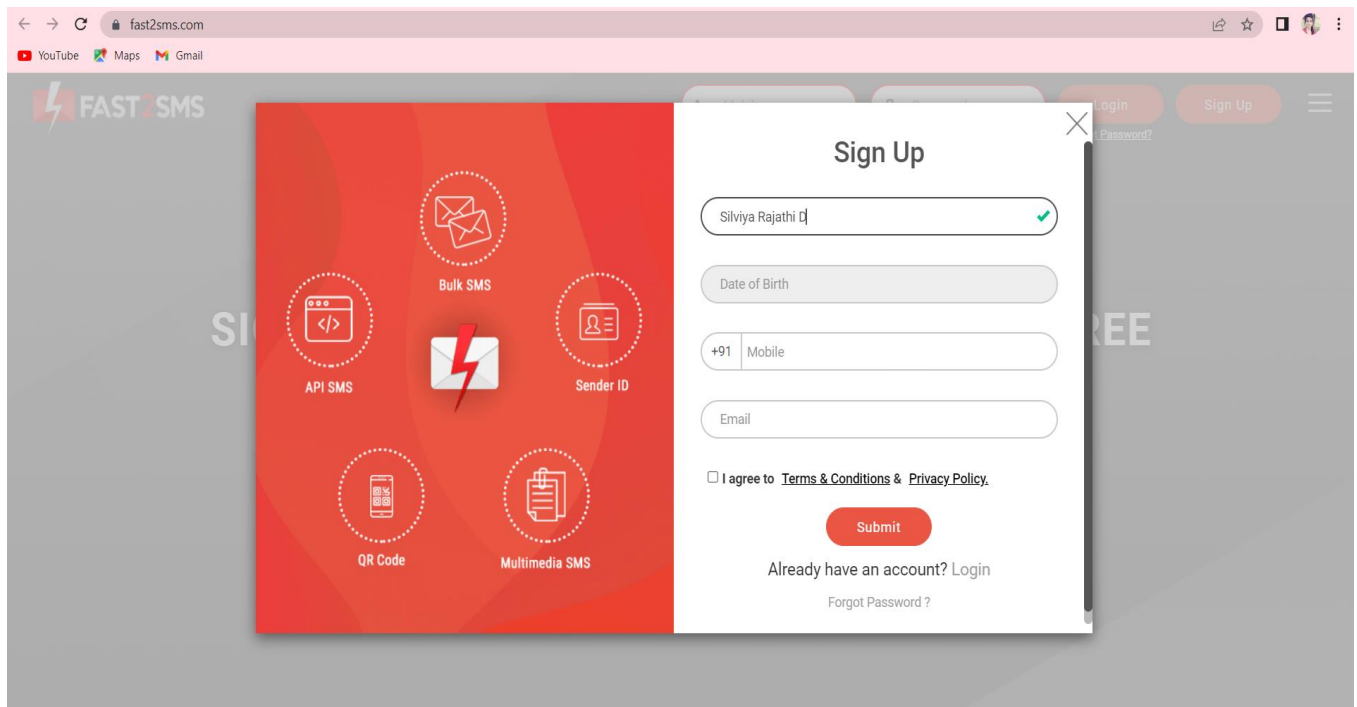 fast2sms.com
YouTube Maps Gmail
FAST2SMS
Login
Sign Up
Password?
SI
REE
Bulk SMS
API SMS
Sender ID
QR Code
Multimedia SMS
Sign Up
Silviya Rajathi D
Date of Birth
+91 Mobile
Email
I agree to Terms & Conditions & Privacy Policy.
Submit
Already have an account? Login
Forgot Password ?